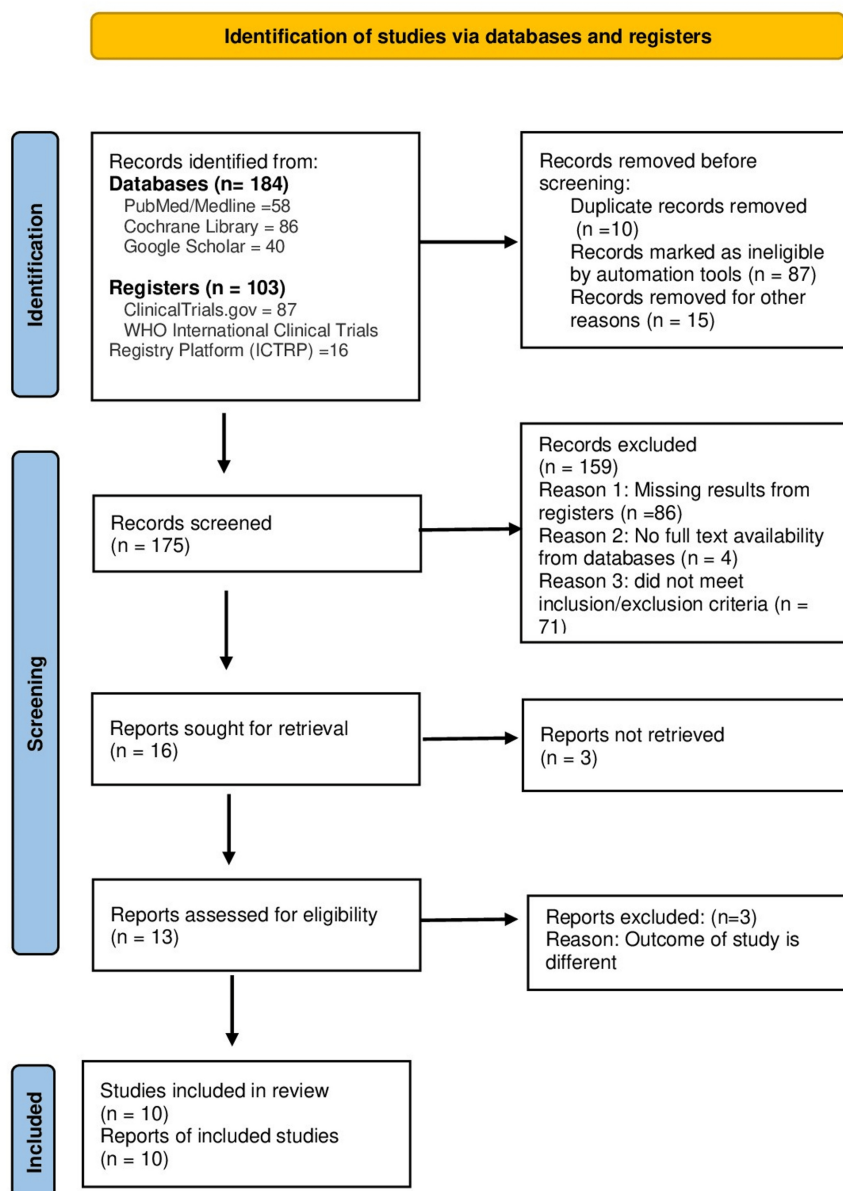 Identification of studies via databases and registers
Identification
Records identified from:
Databases (n= 184)
PubMed/Medline =58
Cochrane Library = 86
Google Scholar = 40
Registers (n = 103)
ClinicalTrials.gov = 87
WHO International Clinical Trials
Registry Platform (ICTRP) =16
Records removed before
screening:
Duplicate records removed
(n =10)
Records marked as ineligible
by automation tools (n = 87)
Records removed for other
reasons (n = 15)
Screening
Records screened
(n = 175)
Records excluded
(n = 159)
Reason 1: Missing results from
registers (n =86)
Reason 2: No full text availability
from databases (n = 4)
Reason 3: did not meet
inclusion/exclusion criteria (n =
71)
Reports sought for retrieval
(n = 16)
Reports not retrieved
(n = 3)
Reports assessed for eligibility
(n = 13)
Reports excluded: (n=3)
Reason: Outcome of study is
different
Included
Studies included in review
(n = 10)
Reports of included studies
(n = 10)